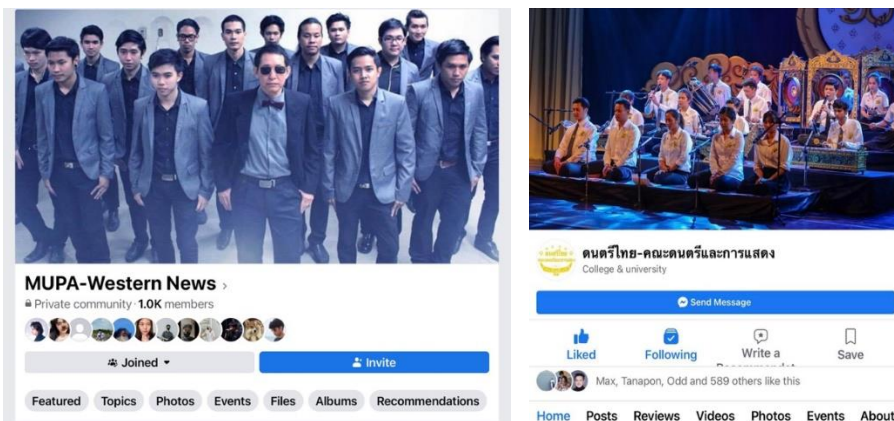 MUPA-Western News ›
Private community · 1.0K members
Joined
Invite
Featured Topics Photos Events Files Albums Recommendations
ดนตรีไทย-คณะดนตรีและการแสดง
College & university
Send Message
Liked
Following
Write a
Save
Max, Tanapon, Odd and 589 others like this
Home Posts Reviews Videos Photos Events About